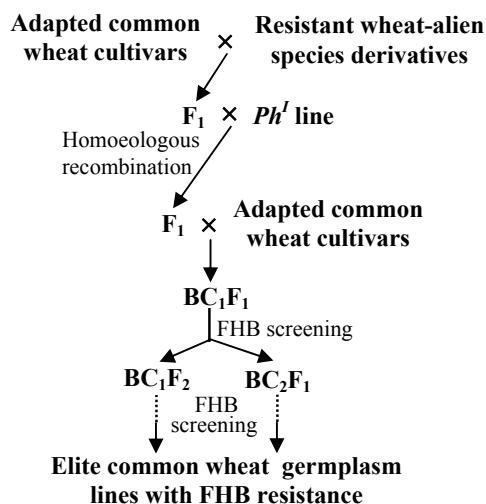 Adapted common × Resistant wheat-alien
wheat cultivars species derivatives
F₁ × Phᴵ line
Homoeologous
recombination
F₁ × Adapted common
wheat cultivars
BC₁F₁
FHB screening
BC₁F₂ BC₂F₁
FHB
screening
Elite common wheat germplasm
lines with FHB resistance